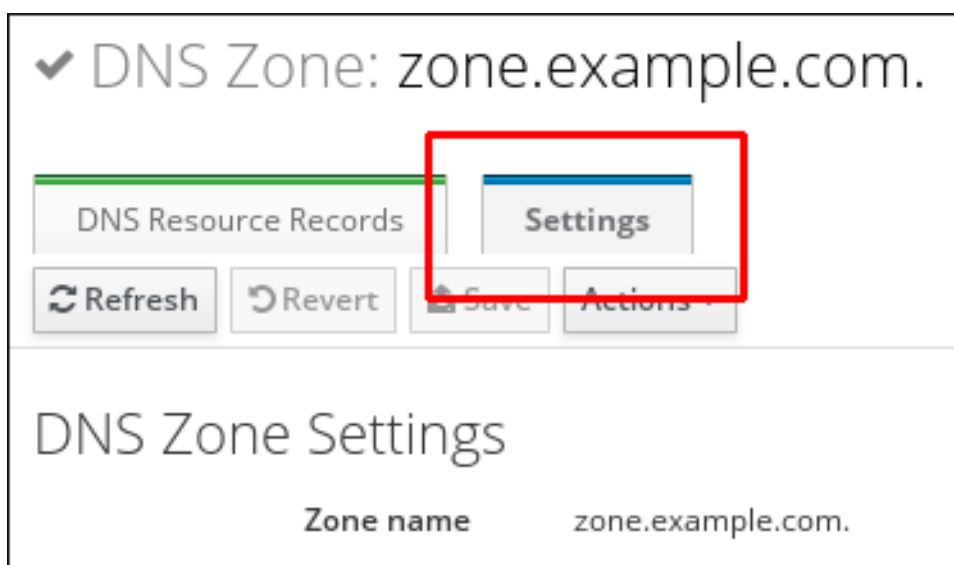 DNS Zone: zone.example.com.
DNS Resource Records Settings
Refresh Revert Save Actions
DNS Zone Settings
Zone name zone.example.com.